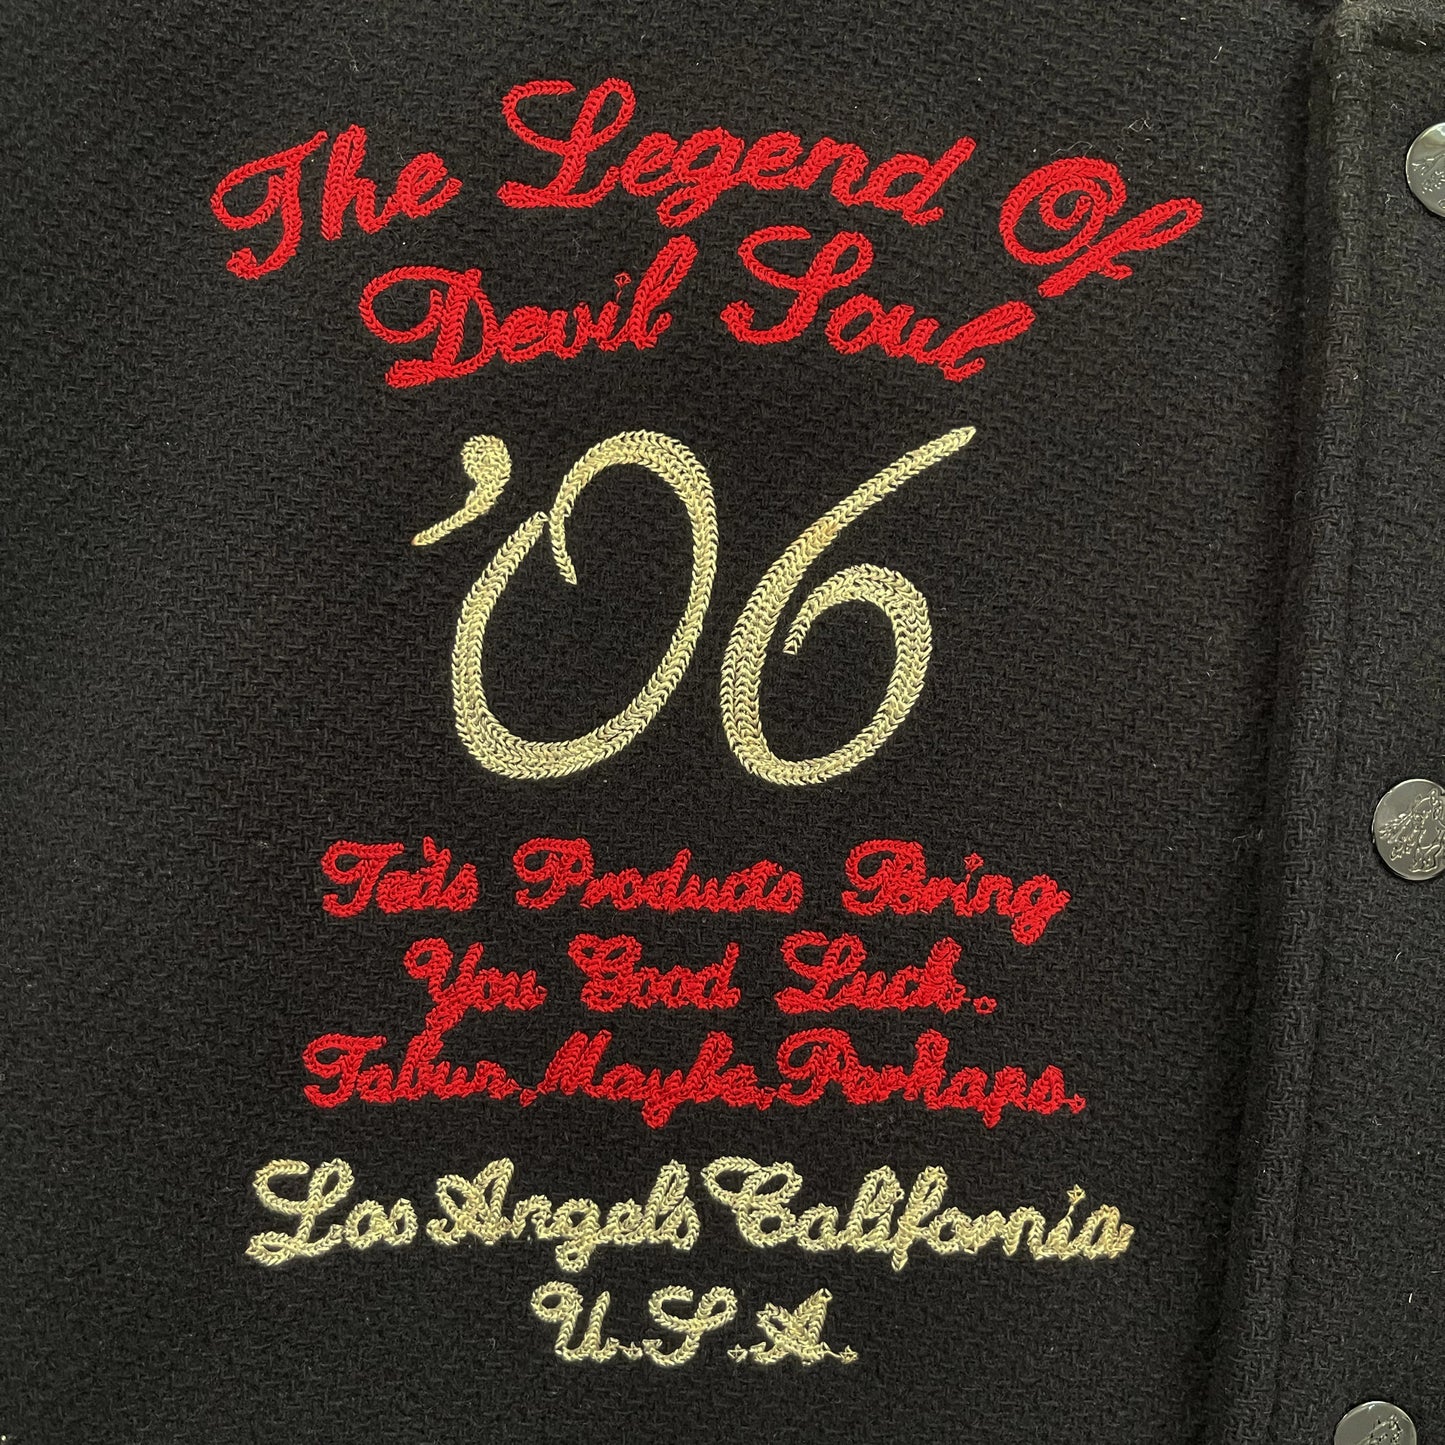 The Legend Of
Devil Soul
'06
Ted's Products Bring
You Good Luck.
Tabun, Maybe, Perhaps.
Los Angels California
U.S.A.